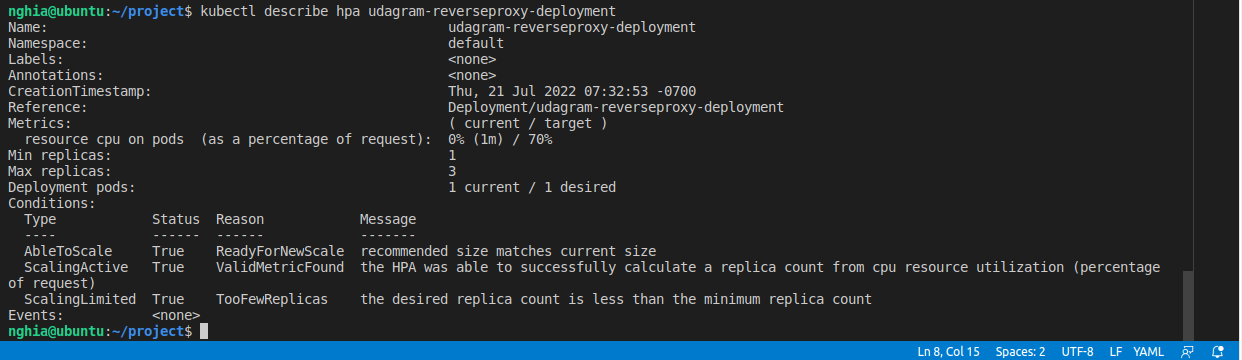 nghia@ubuntu:~/project$ kubectl describe hpa udagram-reverseproxy-deployment
Name:                                                  udagram-reverseproxy-deployment
Namespace:                                             default
Labels:                                                <none>
Annotations:                                           <none>
CreationTimestamp:                                     Thu, 21 Jul 2022 07:32:53 -0700
Reference:                                             Deployment/udagram-reverseproxy-deployment
Metrics:                                               ( current / target )
  resource cpu on pods  (as a percentage of request):  0% (1m) / 70%
Min replicas:                                          1
Max replicas:                                          3
Deployment pods:                                       1 current / 1 desired
Conditions:
  Type            Status  Reason            Message
  ----            ------  ------            -------
  AbleToScale     True    ReadyForNewScale  recommended size matches current size
  ScalingActive   True    ValidMetricFound  the HPA was able to successfully calculate a replica count from cpu resource utilization (percentage
of request)
  ScalingLimited  True    TooFewReplicas    the desired replica count is less than the minimum replica count
Events:           <none>
nghia@ubuntu:~/project$
Ln 8, Col 15 Spaces: 2 UTF-8 LF YAML